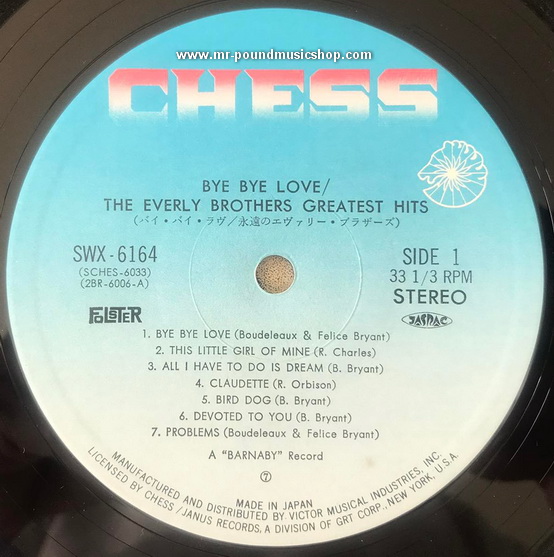 www.mr-poundmusicshop.com
CHESS
BYE BYE LOVE/
THE EVERLY BROTHERS GREATEST HITS
(バイ・バイ・ラヴ/永遠のエヴァリー・ブラザーズ)
SWX-6164
(SCHES-6033)
(2BR-6006-A)
SIDE 1
33 1/3 RPM
STEREO
FOLSTER
JASRAC
1. BYE BYE LOVE (Boudeleaux & Felice Bryant)
2. THIS LITTLE GIRL OF MINE (R. Charles)
3. ALL I HAVE TO DO IS DREAM (B. Bryant)
4. CLAUDETTE (R. Orbison)
5. BIRD DOG (B. Bryant)
6. DEVOTED TO YOU (B. Bryant)
7. PROBLEMS (Boudeleaux & Felice Bryant)
A "BARNABY" Record
⑦
MADE IN JAPAN
MANUFACTURED AND DISTRIBUTED BY VICTOR MUSICAL INDUSTRIES, INC.
LICENSED BY CHESS/JANUS RECORDS, A DIVISION OF GRT CORP., NEW YORK, U.S.A.